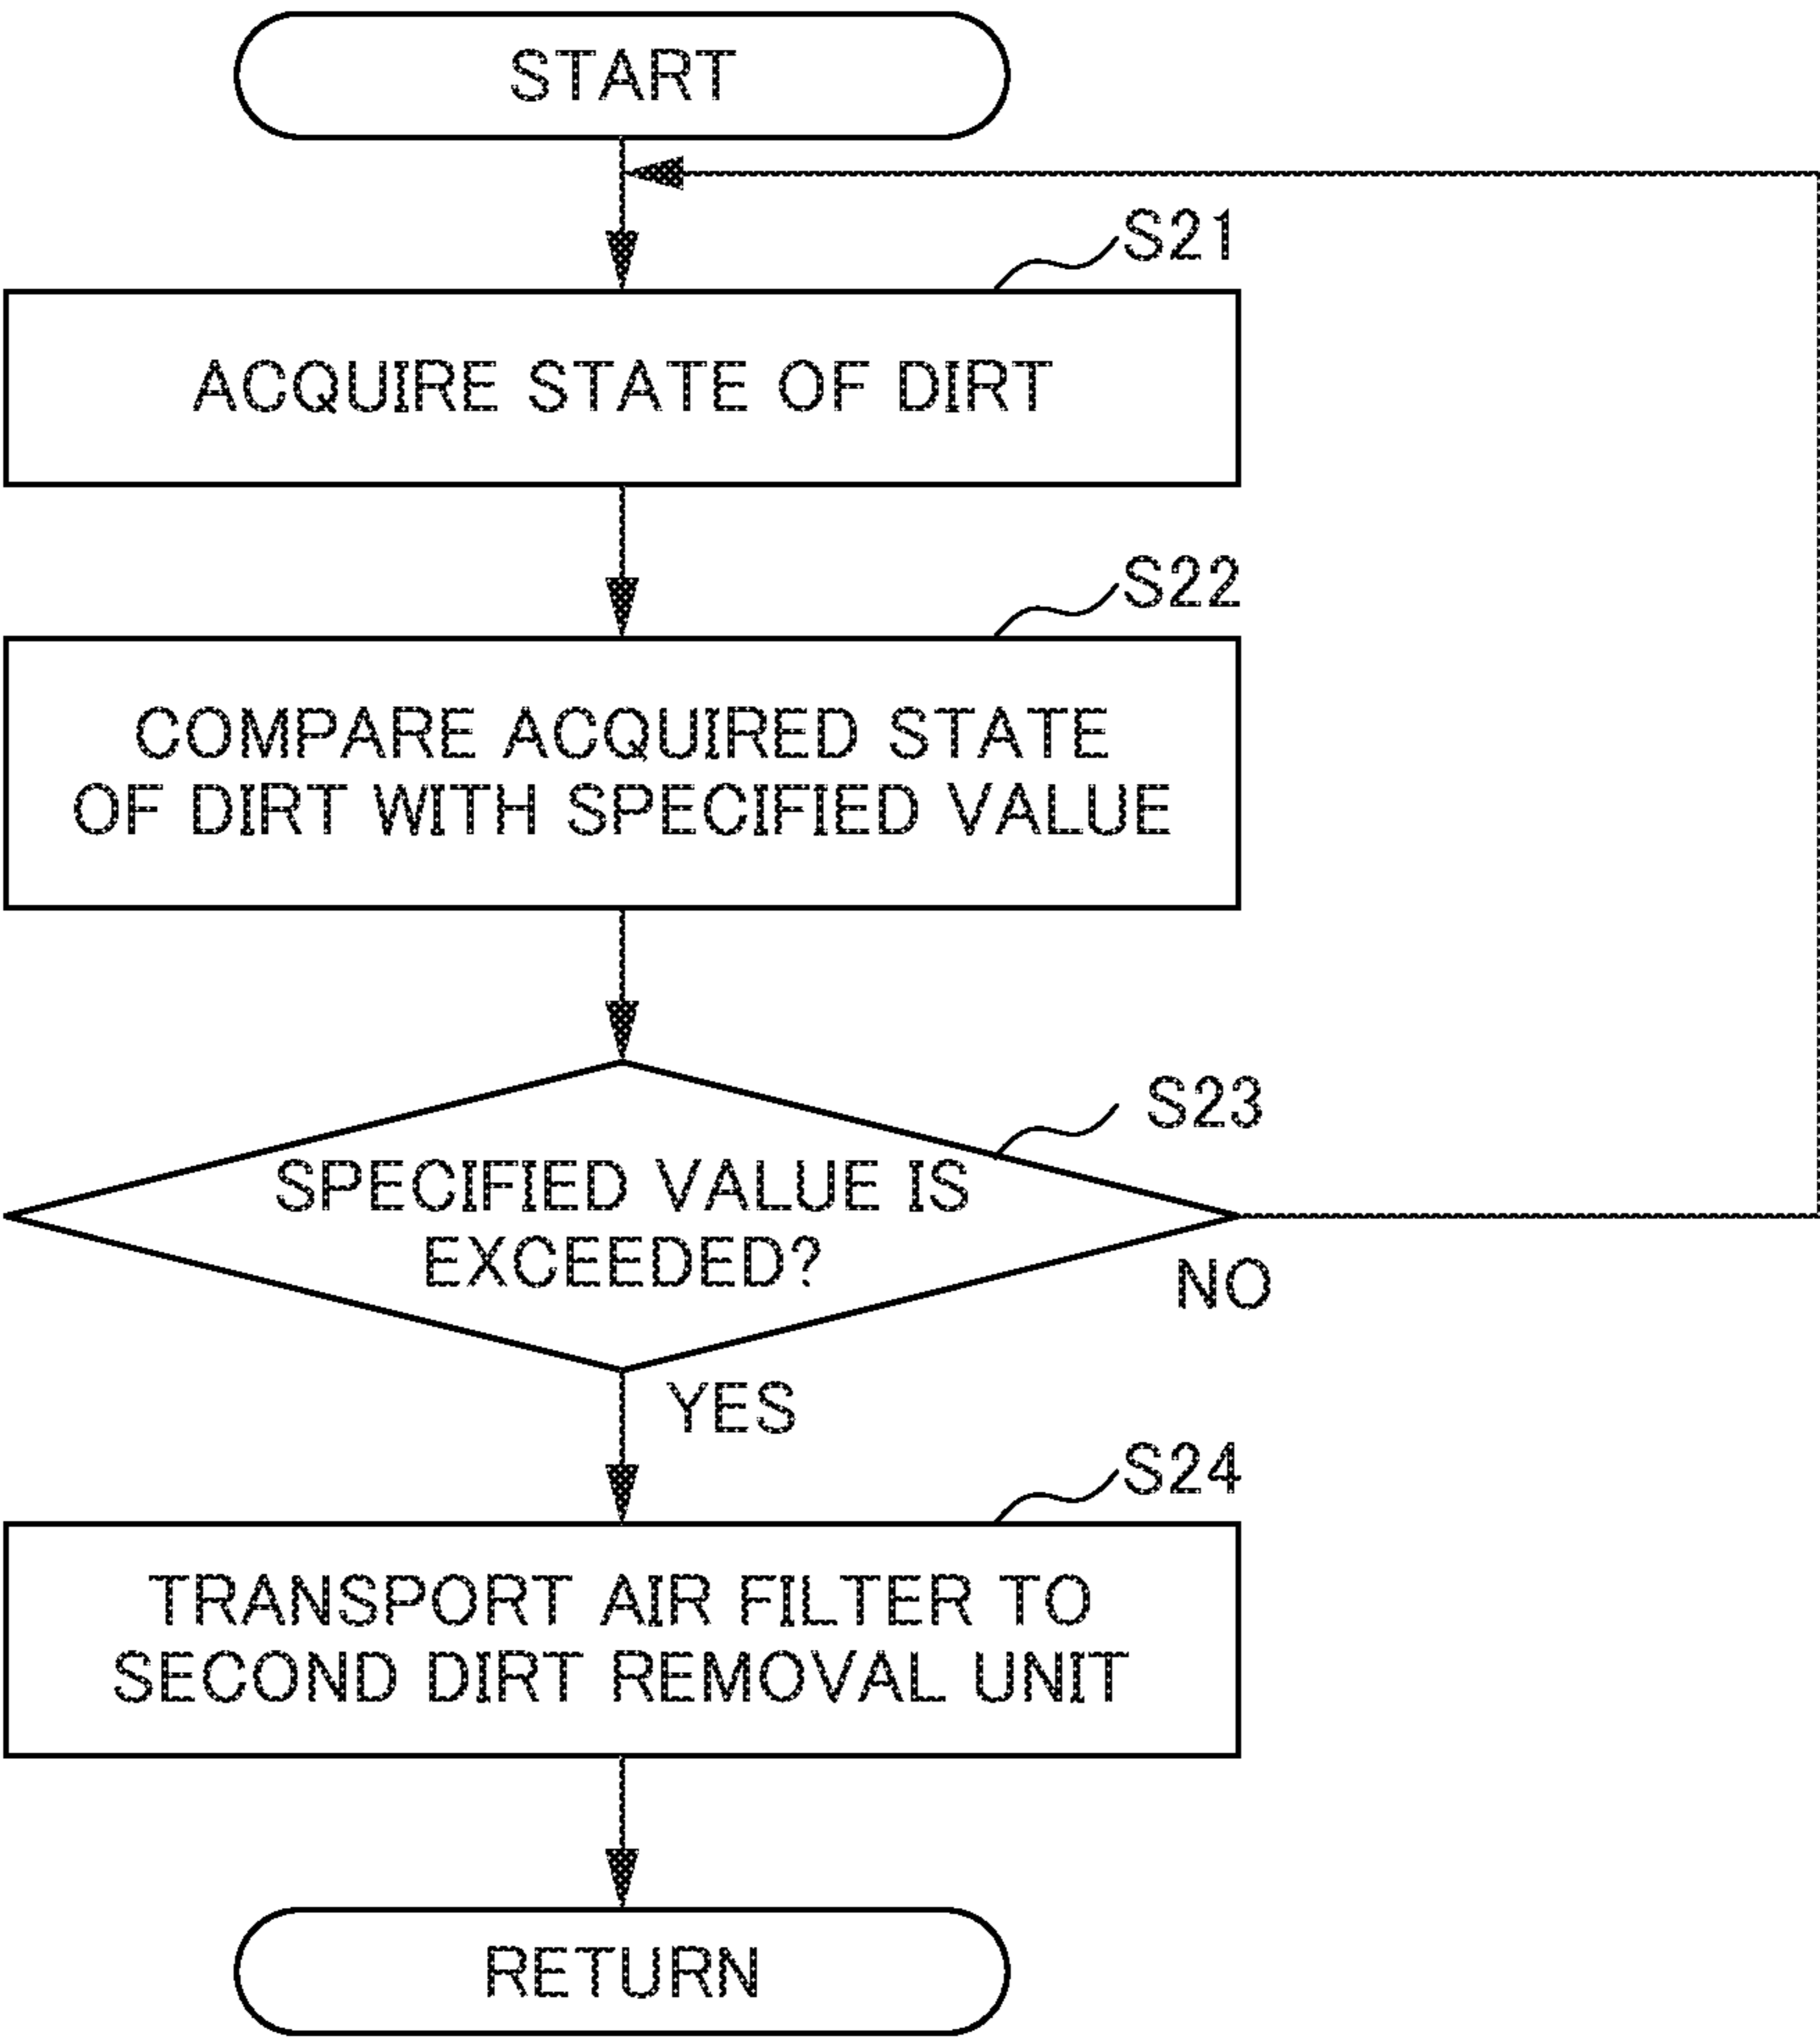 START
S21
ACQUIRE STATE OF DIRT
S22
COMPARE ACQUIRED STATE
OF DIRT WITH SPECIFIED VALUE
S23
SPECIFIED VALUE IS
EXCEEDED?
NO
YES
S24
TRANSPORT AIR FILTER TO
SECOND DIRT REMOVAL UNIT
RETURN